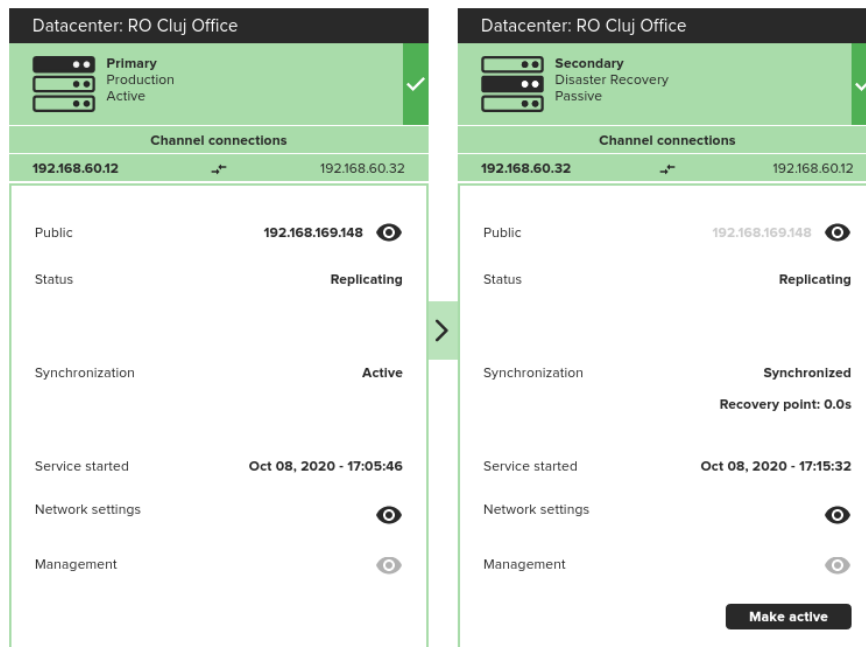 Datacenter: RO Cluj Office
Primary
Production
Active
Channel connections
192.168.60.12 192.168.60.32
Public 192.168.169.148
Status Replicating
Synchronization Active
Service started Oct 08, 2020 - 17:05:46
Network settings
Management
Datacenter: RO Cluj Office
Secondary
Disaster Recovery
Passive
Channel connections
192.168.60.32 192.168.60.12
Public 192.168.169.148
Status Replicating
Synchronization Synchronized
Recovery point: 0.0s
Service started Oct 08, 2020 - 17:15:32
Network settings
Management
Make active